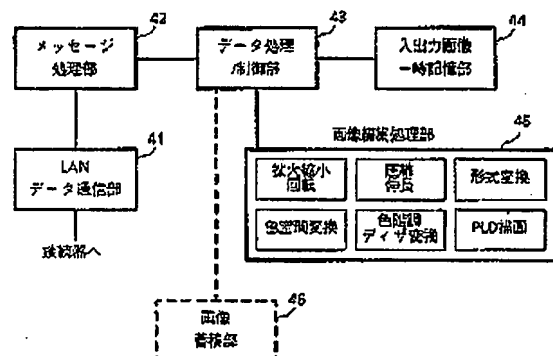 42
メッセージ
処理部
43
データ処理
/制御部
44
入出力画像
一時記憶部
41
LAN
データ通信部
接続器へ
画像編集処理部
45
拡大縮小
回転
圧縮
伸長
形式変換
色空間変換
色階調
ディザ変換
PLD描画
46
画像
蓄積部